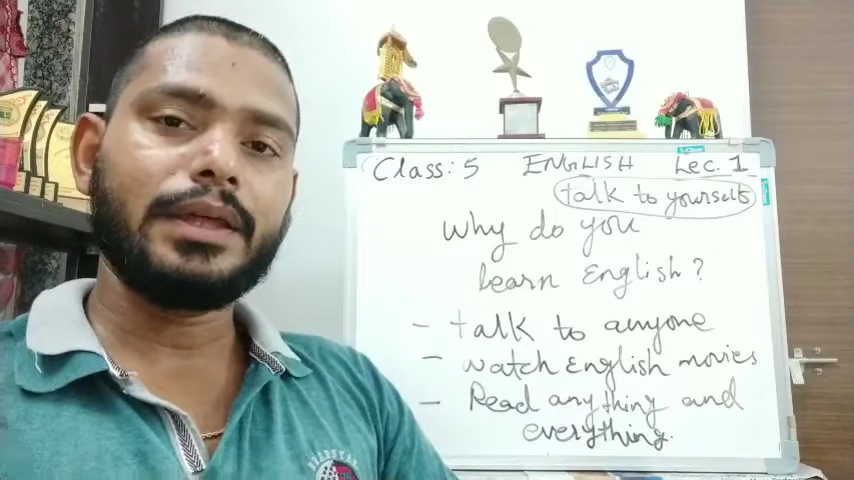 Class: 5 ENGLISH Lec. 1
talk to yourself
Why do you
learn English?
- talk to anyone
- watch English movies
- Read anything and
everything.